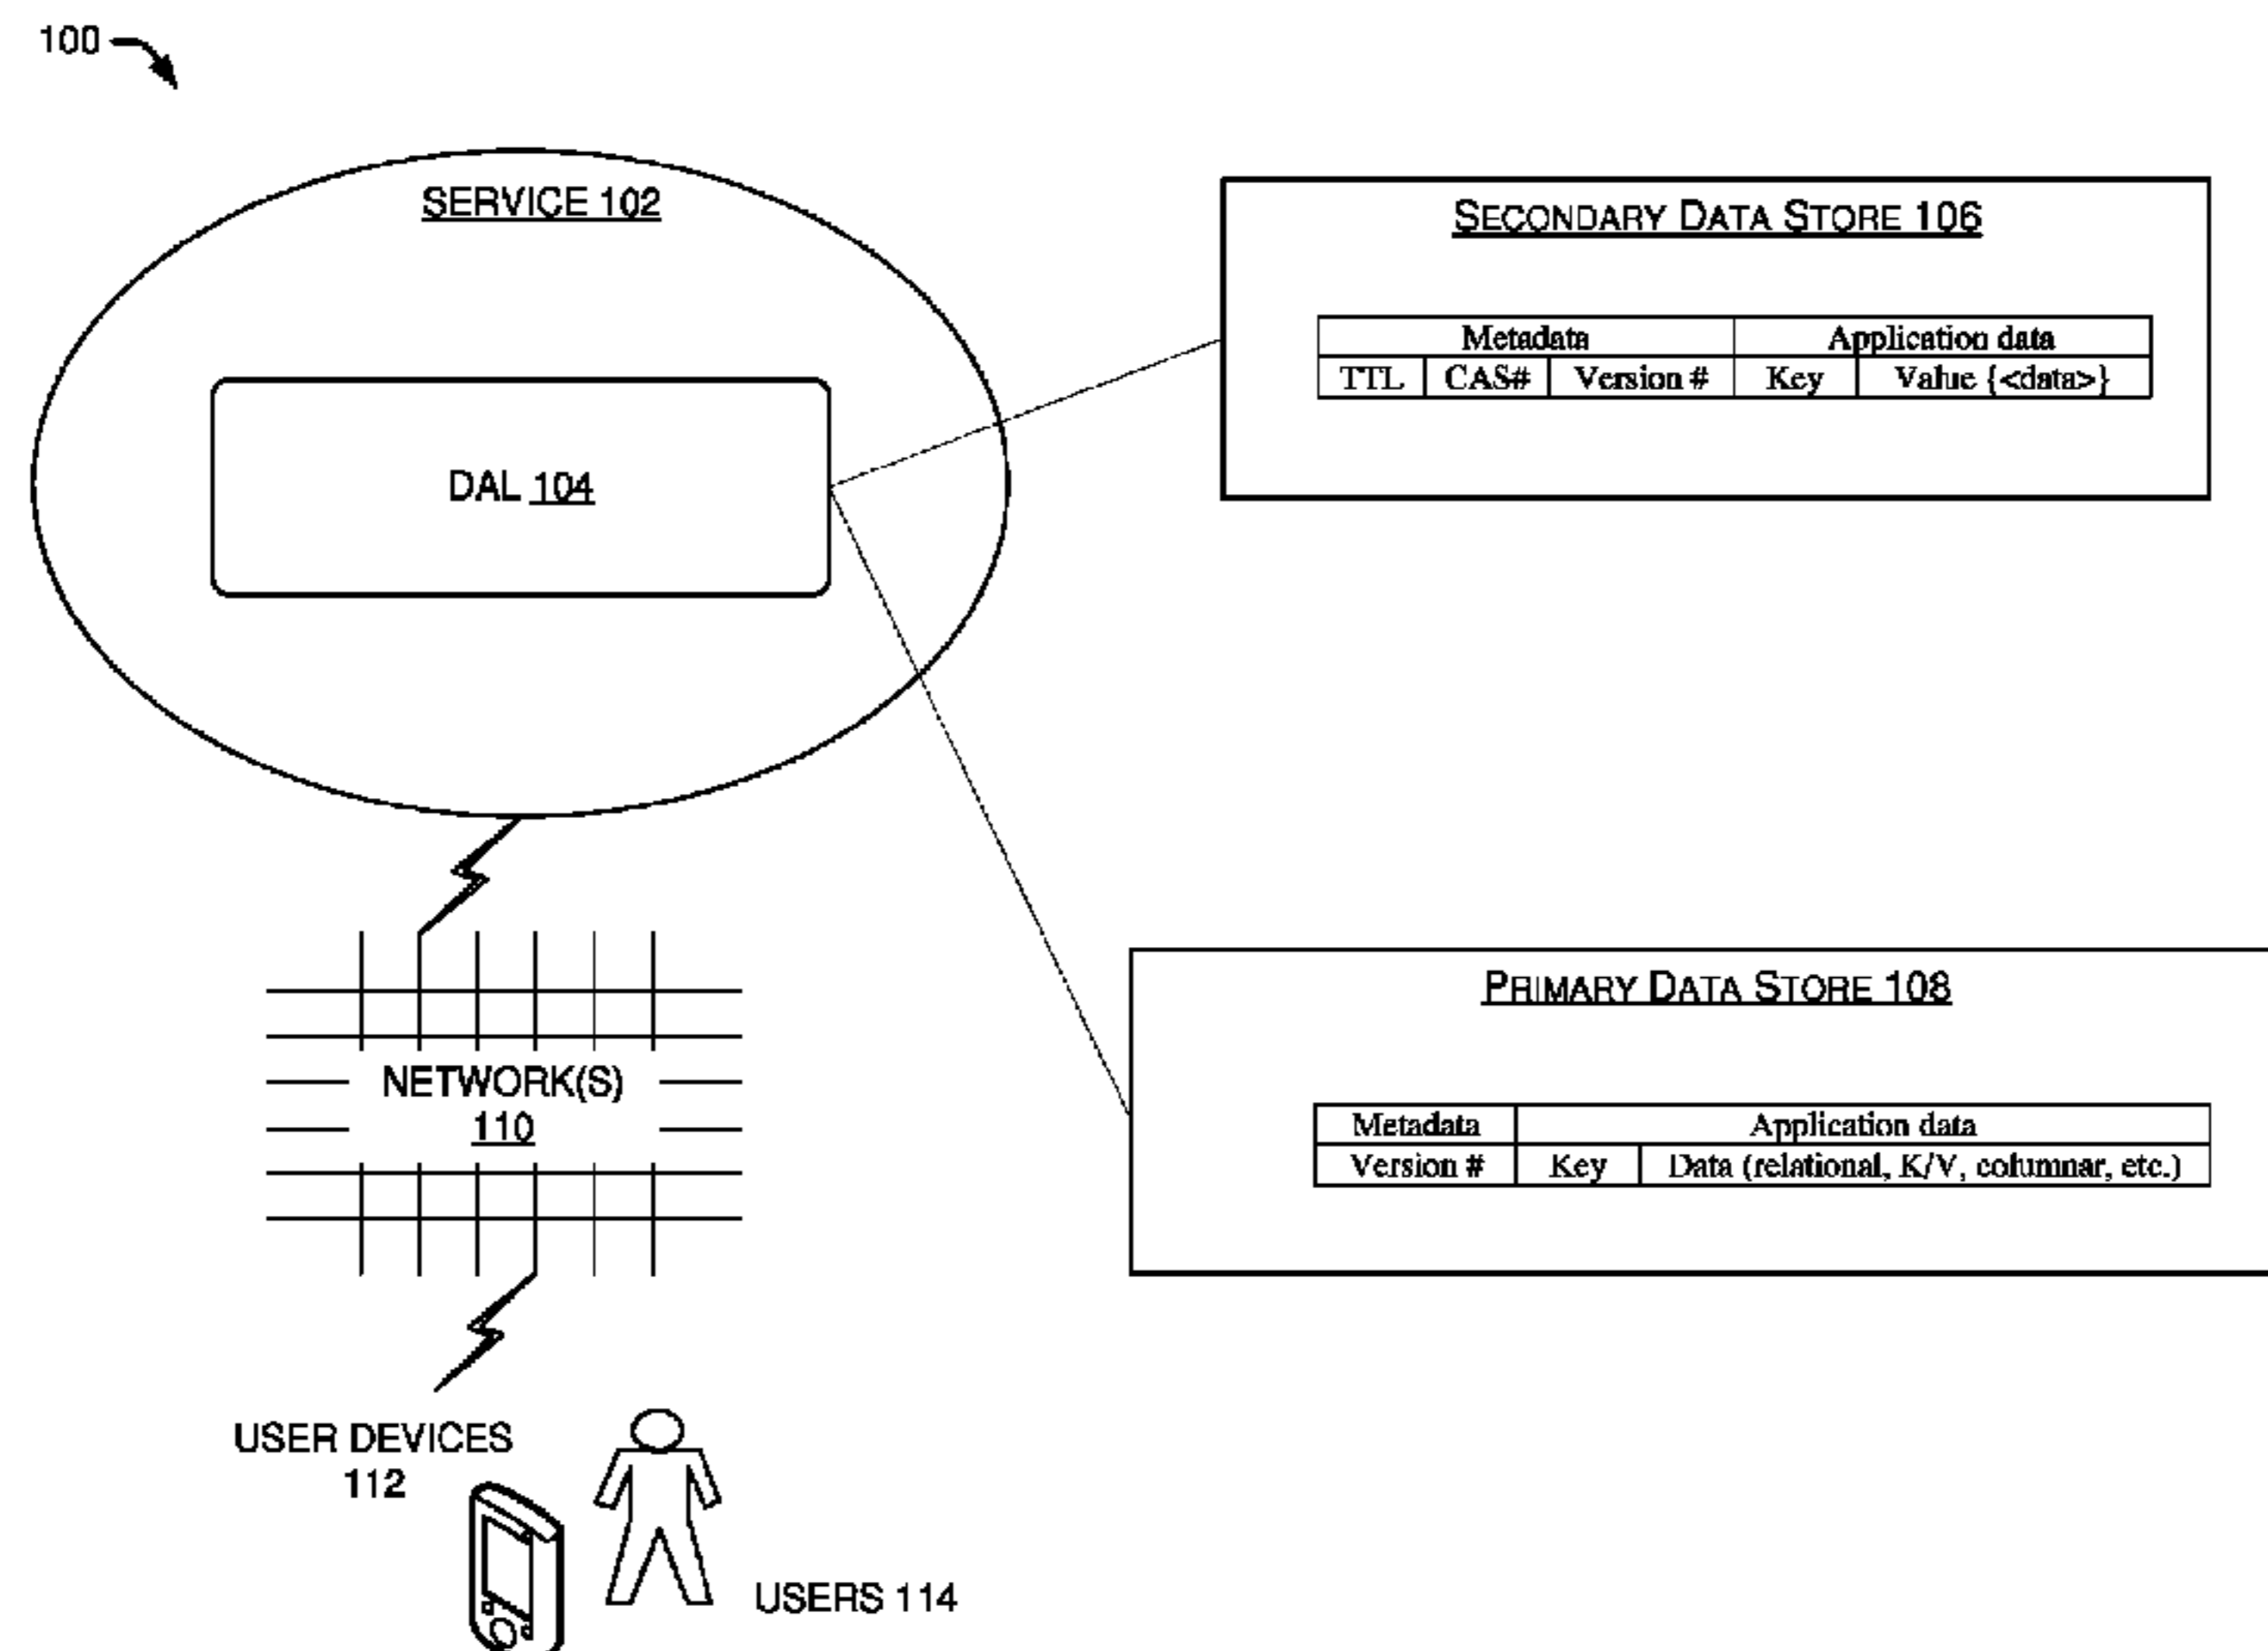 100
SERVICE 102
DAL 104
SECONDARY DATA STORE 106
Metadata Application data
TTL CAS# Version # Key Value {<data>}
PRIMARY DATA STORE 108
Metadata Application data
Version # Key Data (relational, K/V, columnar, etc.)
NETWORK(S)
110
USER DEVICES
112
USERS 114